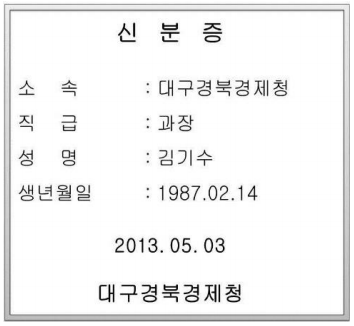 신 분 증
소 속 : 대구경북경제청
직 급 : 과장
성 명 : 김기수
생년월일 : 1987.02.14
2013.05.03
대구경북경제청